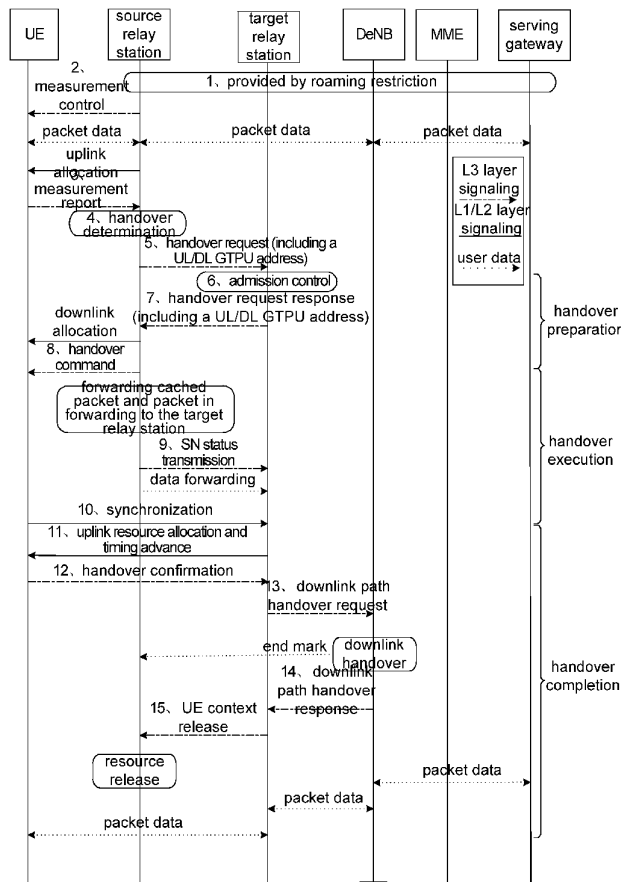 UE
source
relay
station
target
relay
station
DeNB
MME
serving
gateway
1、provided by roaming restriction
2、
measurement
control
packet data
packet data
packet data
uplink
allocation
measurement
report
L3 layer
signaling
L1/L2 layer
signaling
user data
4、handover
determination
5、handover request (including a
UL/DL GTPU address)
6、admission control
7、handover request response
(including a UL/DL GTPU address)
downlink
allocation
8、handover
command
handover
preparation
forwarding cached
packet and packet in
forwarding to the target
relay station
9、SN status
transmission
data forwarding
handover
execution
10、synchronization
11、uplink resource allocation and
timing advance
12、handover confirmation
13、downlink path
handover request
end mark
downlink
handover
14、downlink
path handover
response
15、UE context
release
handover
completion
resource
release
packet data
packet data
packet data